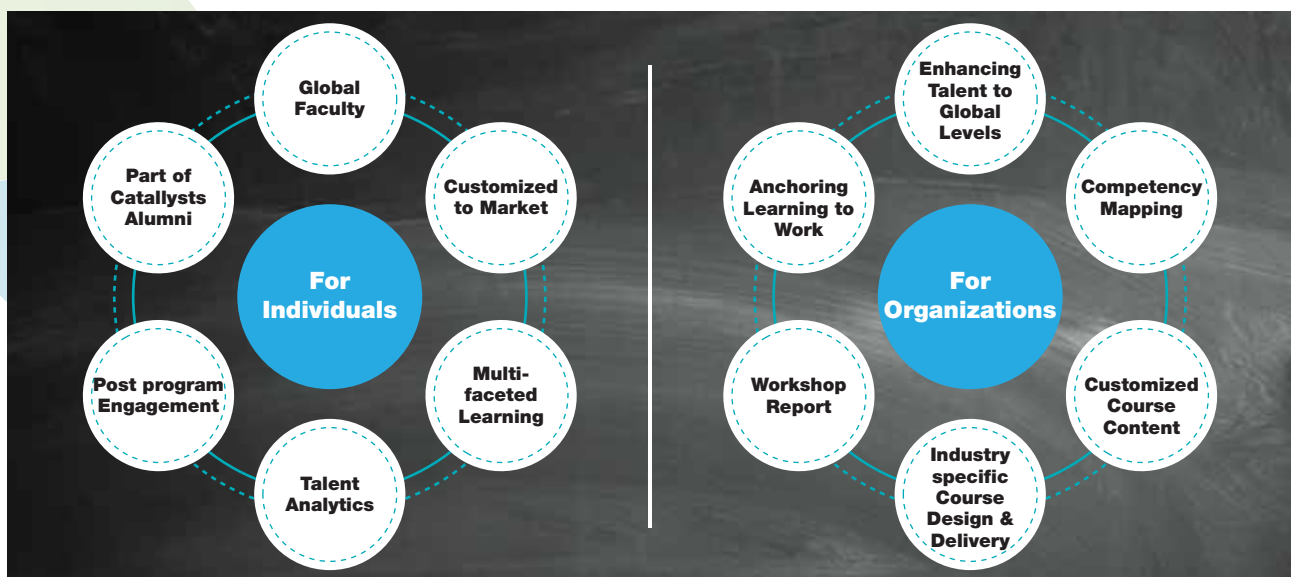 Global
Faculty
Customized
to Market
Multi-
faceted
Learning
Talent
Analytics
Post program
Engagement
Part of
Catallysts
Alumni
For
Individuals
Enhancing
Talent to
Global
Levels
Competency
Mapping
Customized
Course
Content
Industry
specific
Course
Design &
Delivery
Workshop
Report
Anchoring
Learning to
Work
For
Organizations